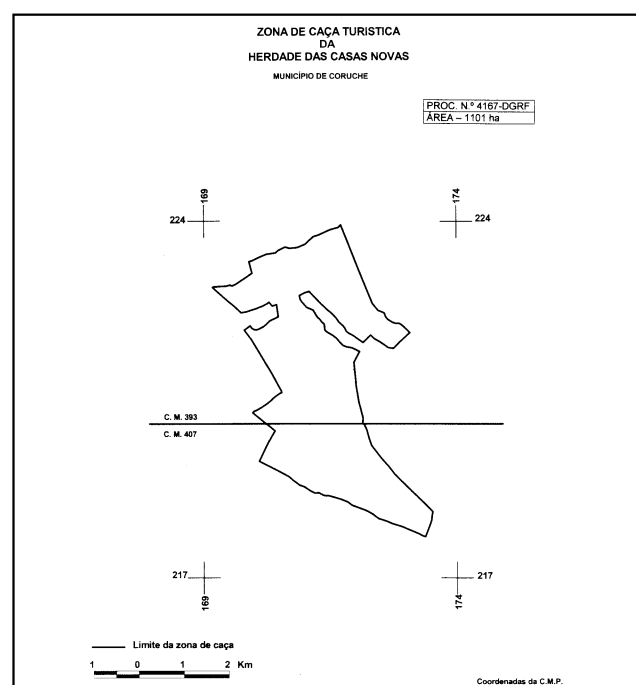 ZONA DE CAÇA TURISTICA
DA
HERDADE DAS CASAS NOVAS
MUNICÍPIO DE CORUCHE
PROC. N.º 4167-DGRF
ÁREA – 1101 ha
169
174
224
224
C. M. 393
C. M. 407
217
217
169
174
Limite da zona de caça
1 0 1 2 Km
Coordenadas da C.M.P.